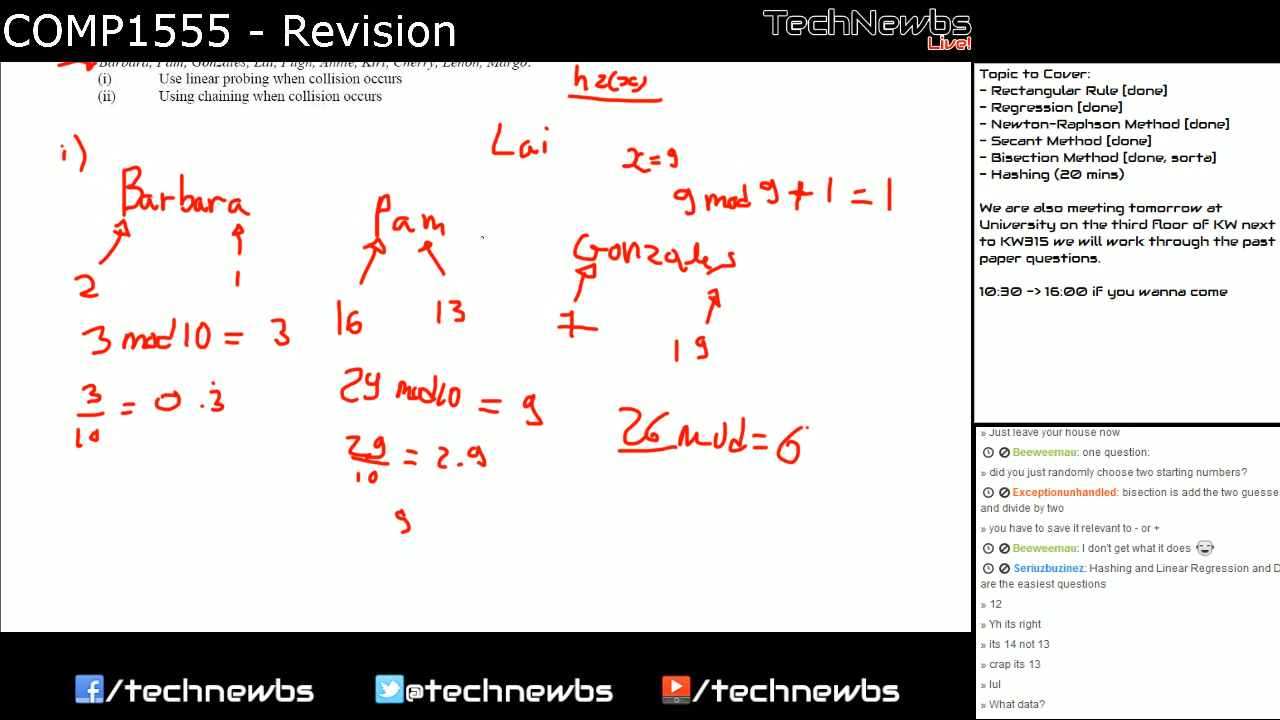 COMP1555 - Revision
TechNewbs
Live!
Barbara, Pam, Gonzales, Lai, Pugh, Annie, Kiri, Cherry, Lenon, Margo.
(i) Use linear probing when collision occurs
(ii) Using chaining when collision occurs
h2(x)
i)
Barbara
2
1
3 mod 10 = 3
3/10 = 0.3
Pam
16
13
29 mod 10 = 9
29/10 = 2.9
9
Lai
x=9
9 mod 9 + 1 = 1
Gonzales
7
19
26 mod = 6
Topic to Cover:
- Rectangular Rule [done]
- Regression [done]
- Newton-Raphson Method [done]
- Secant Method [done]
- Bisection Method [done, sorta]
- Hashing (20 mins)
We are also meeting tomorrow at
University on the third floor of KW next
to KW315 we will work through the past
paper questions.
10:30 -> 16:00 if you wanna come
» Just leave your house now
Beeweemau: one question:
» did you just randomly choose two starting numbers?
Exceptionunhandled: bisection is add the two guesse
and divide by two
» you have to save it relevant to - or +
Beeweemau: I don't get what it does
Seriuzbuzinez: Hashing and Linear Regression and D
are the easiest questions
» 12
» Yh its right
» its 14 not 13
» crap its 13
» lul
» What data?
/technewbs
@technewbs
/technewbs